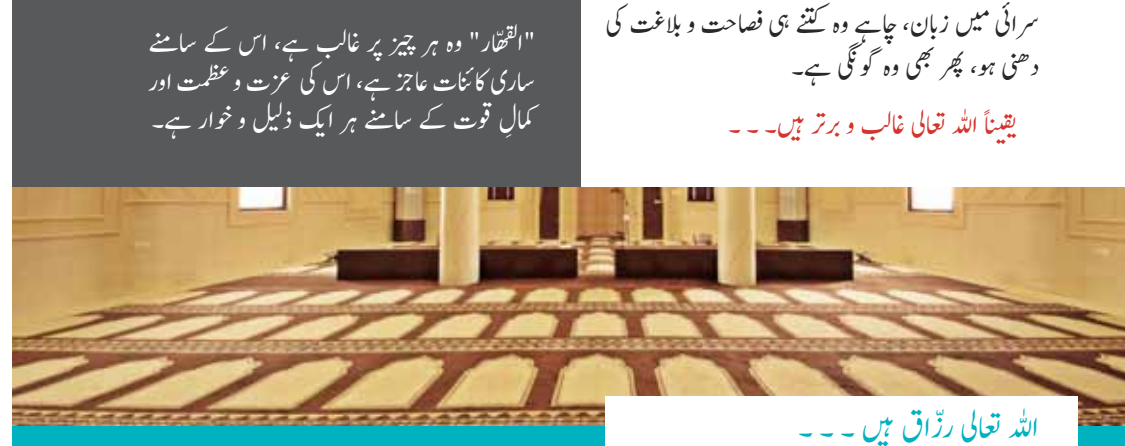 سرائی میں زبان، چاہے وہ کتنے ہی فصاحت و بلاغت کی
دھنی ہو، پھر بھی وہ گونگی ہے۔
یقیناً اللہ تعالی غالب و برتر ہیں۔ ۔ ۔
"القھّار" وہ ہر چیز پر غالب ہے، اس کے سامنے
ساری کائنات عاجز ہے، اس کی عزت و عظمت اور
کمالِ قوت کے سامنے ہر ایک ذلیل و خوار ہے۔
اللہ تعالی رزّاق ہیں ۔ ۔ ۔